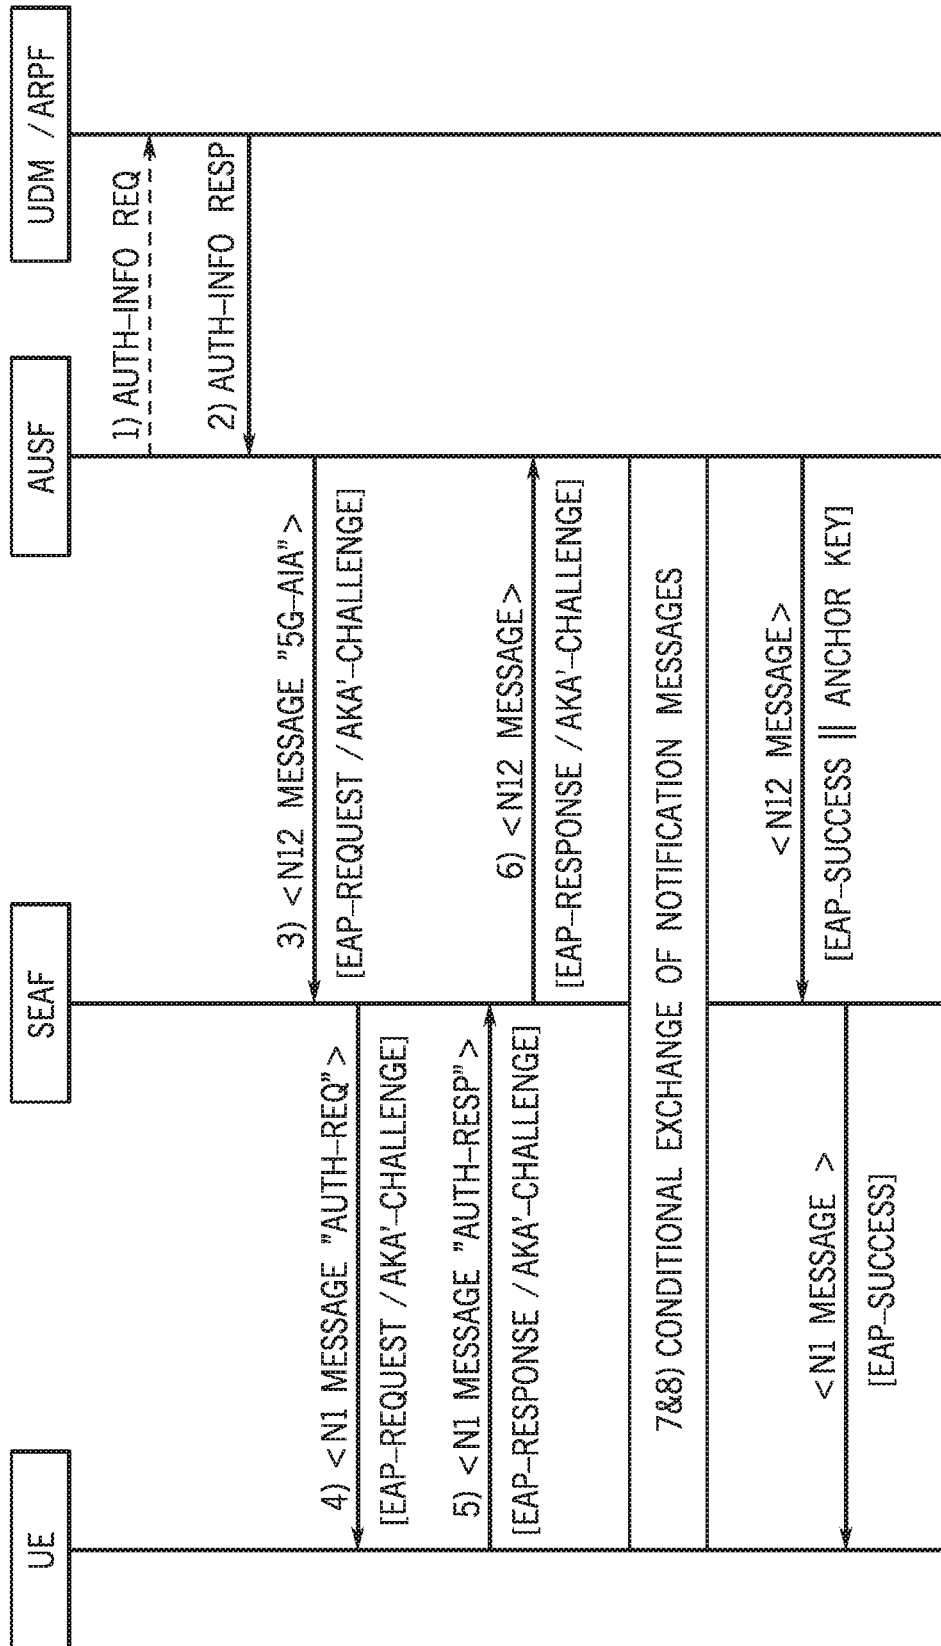 UE
SEAF
AUSF
UDM / ARPF
1) AUTH-INFO REQ
2) AUTH-INFO RESP
3) <N12 MESSAGE "5G-AIA">
[EAP-REQUEST / AKA'-CHALLENGE]
4) <N1 MESSAGE "AUTH-REQ">
[EAP-REQUEST / AKA'-CHALLENGE]
5) <N1 MESSAGE "AUTH-RESP">
[EAP-RESPONSE / AKA'-CHALLENGE]
6) <N12 MESSAGE>
[EAP-RESPONSE / AKA'-CHALLENGE]
7&8) CONDITIONAL EXCHANGE OF NOTIFICATION MESSAGES
<N12 MESSAGE>
[EAP-SUCCESS || ANCHOR KEY]
<N1 MESSAGE >
[EAP-SUCCESS]